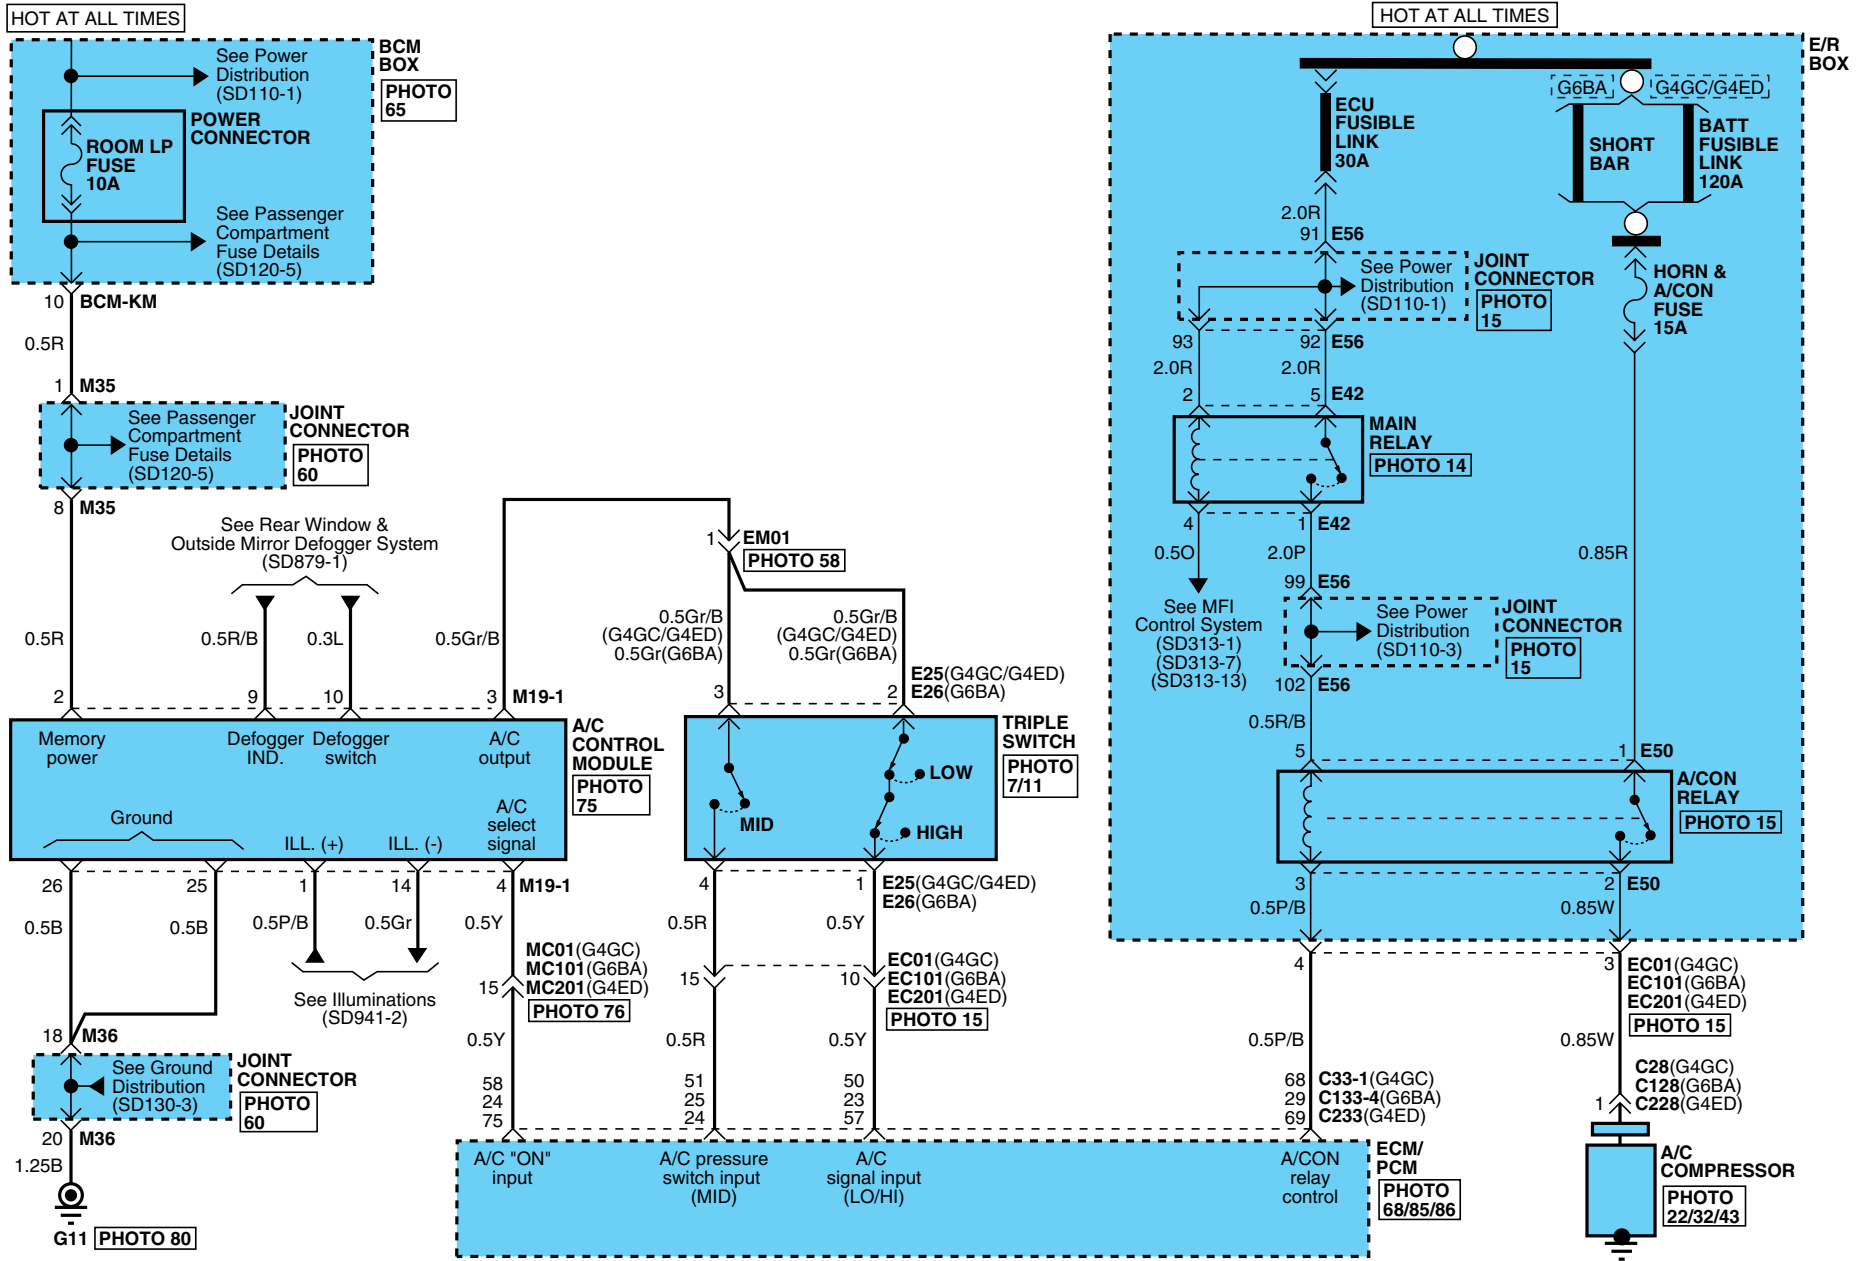 HOT AT ALL TIMES
BCM
BOX
PHOTO
65
See Power
Distribution
(SD110-1)
POWER
CONNECTOR
ROOM LP
FUSE
10A
See Passenger
Compartment
Fuse Details
(SD120-5)
10 BCM-KM
0.5R
1 M35
See Passenger
Compartment
Fuse Details
(SD120-5)
JOINT
CONNECTOR
PHOTO
60
8 M35
See Rear Window &
Outside Mirror Defogger System
(SD879-1)
0.5R
0.5R/B
0.3L
0.5Gr/B
2
9
10
3 M19-1
Memory
power
Defogger
IND.
Defogger
switch
A/C
output
A/C
CONTROL
MODULE
PHOTO
75
Ground
ILL. (+)
ILL. (-)
A/C
select
signal
26
25
1
14
4 M19-1
0.5B
0.5B
0.5P/B
0.5Gr
0.5Y
See Illuminations
(SD941-2)
MC01(G4GC)
MC101(G6BA)
MC201(G4ED)
15
PHOTO 76
0.5Y
18 M36
See Ground
Distribution
(SD130-3)
JOINT
CONNECTOR
PHOTO
60
20 M36
1.25B
G11 PHOTO 80
1 EM01
PHOTO 58
0.5Gr/B
(G4GC/G4ED)
0.5Gr(G6BA)
0.5Gr/B
(G4GC/G4ED)
0.5Gr(G6BA)
3
2
E25(G4GC/G4ED)
E26(G6BA)
TRIPLE
SWITCH
PHOTO
7/11
LOW
MID
HIGH
4
1
E25(G4GC/G4ED)
E26(G6BA)
0.5R
0.5Y
15
10
EC01(G4GC)
EC101(G6BA)
EC201(G4ED)
PHOTO 15
0.5R
0.5Y
58
24
75
51
25
24
50
23
57
68
29
69
C33-1(G4GC)
C133-4(G6BA)
C233(G4ED)
A/C "ON"
input
A/C pressure
switch input
(MID)
A/C
signal input
(LO/HI)
A/CON
relay
control
ECM/
PCM
PHOTO
68/85/86
HOT AT ALL TIMES
E/R
BOX
ECU
FUSIBLE
LINK
30A
G6BA
G4GC/G4ED
SHORT
BAR
BATT
FUSIBLE
LINK
120A
2.0R
91 E56
See Power
Distribution
(SD110-1)
JOINT
CONNECTOR
PHOTO
15
HORN &
A/CON
FUSE
15A
93
92 E56
2.0R
2.0R
2
5 E42
MAIN
RELAY
PHOTO 14
4
1 E42
0.5O
2.0P
0.85R
See MFI
Control System
(SD313-1)
(SD313-7)
(SD313-13)
99 E56
See Power
Distribution
(SD110-3)
JOINT
CONNECTOR
PHOTO
15
102 E56
0.5R/B
5
1 E50
A/CON
RELAY
PHOTO 15
3
2 E50
0.5P/B
0.85W
4
3
EC01(G4GC)
EC101(G6BA)
EC201(G4ED)
PHOTO 15
0.5P/B
0.85W
C28(G4GC)
C128(G6BA)
C228(G4ED)
1
A/C
COMPRESSOR
PHOTO
22/32/43